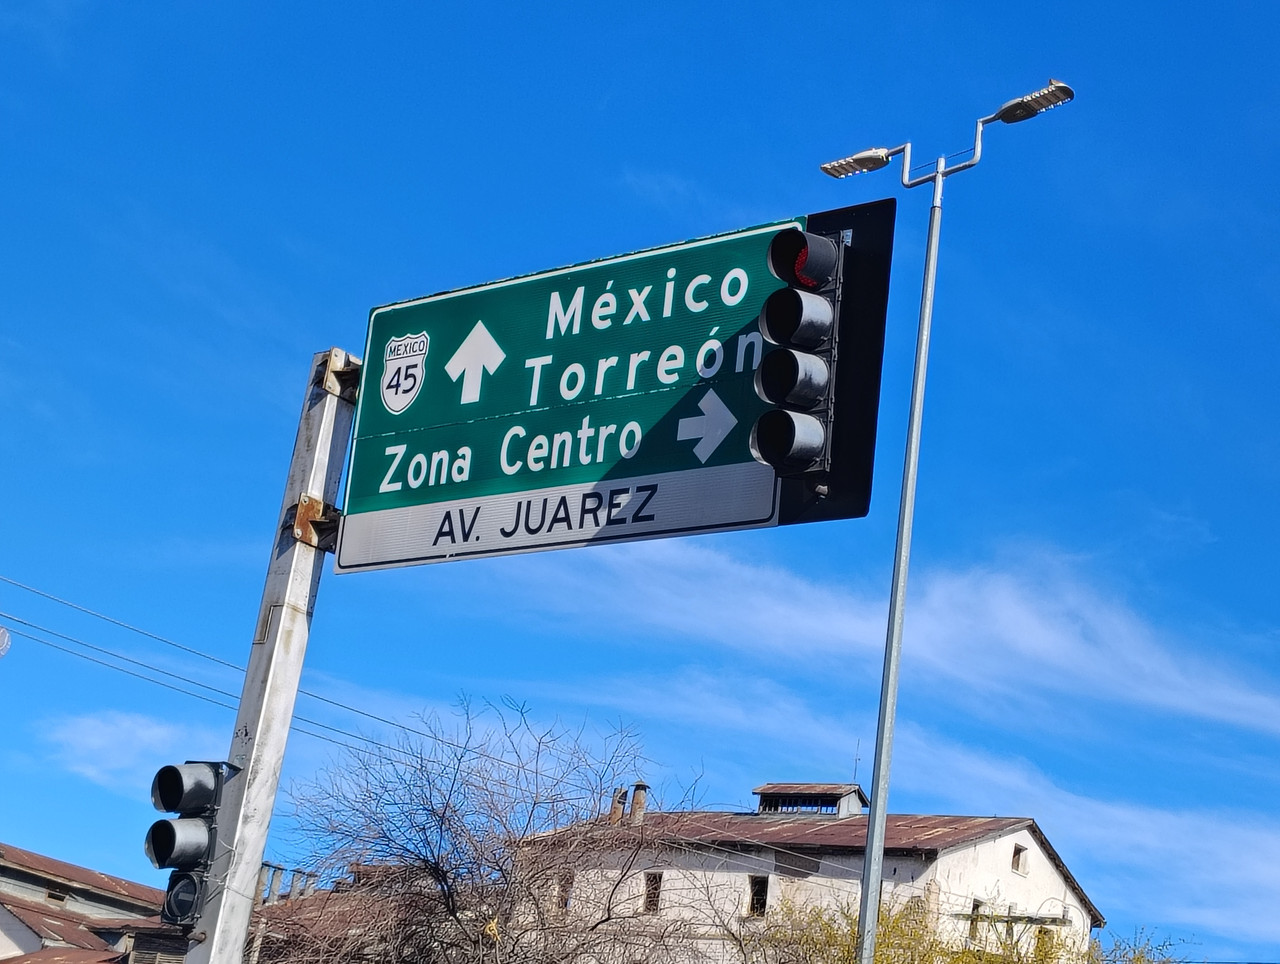 México
MEXICO
45
Torreón
Zona Centro
AV. JUAREZ